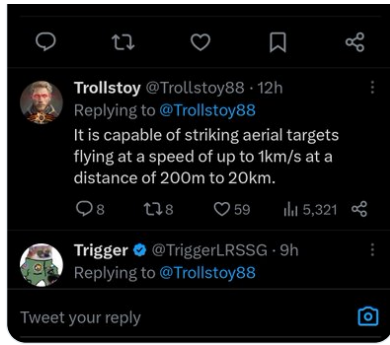 Trollstoy @Trollstoy88 · 12h
Replying to @Trollstoy88
It is capable of striking aerial targets
flying at a speed of up to 1km/s at a
distance of 200m to 20km.
8 8 59 5,321
Trigger @TriggerLRSSG · 9h
Replying to @Trollstoy88
Tweet your reply